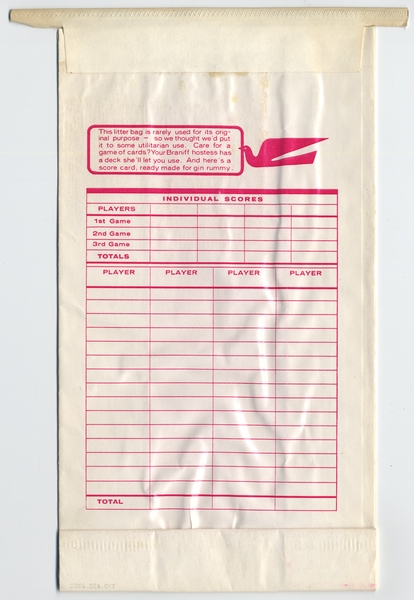 This litter bag is rarely used for its orig-
inal purpose - so we thought we'd put
it to some utilitarian use. Care for a
game of cards? Your Braniff hostess has
a deck she'll let you use. And here's a
score card, ready made for gin rummy.
INDIVIDUAL SCORES
PLAYERS
1st Game
2nd Game
3rd Game
TOTALS
PLAYER PLAYER PLAYER PLAYER
TOTAL